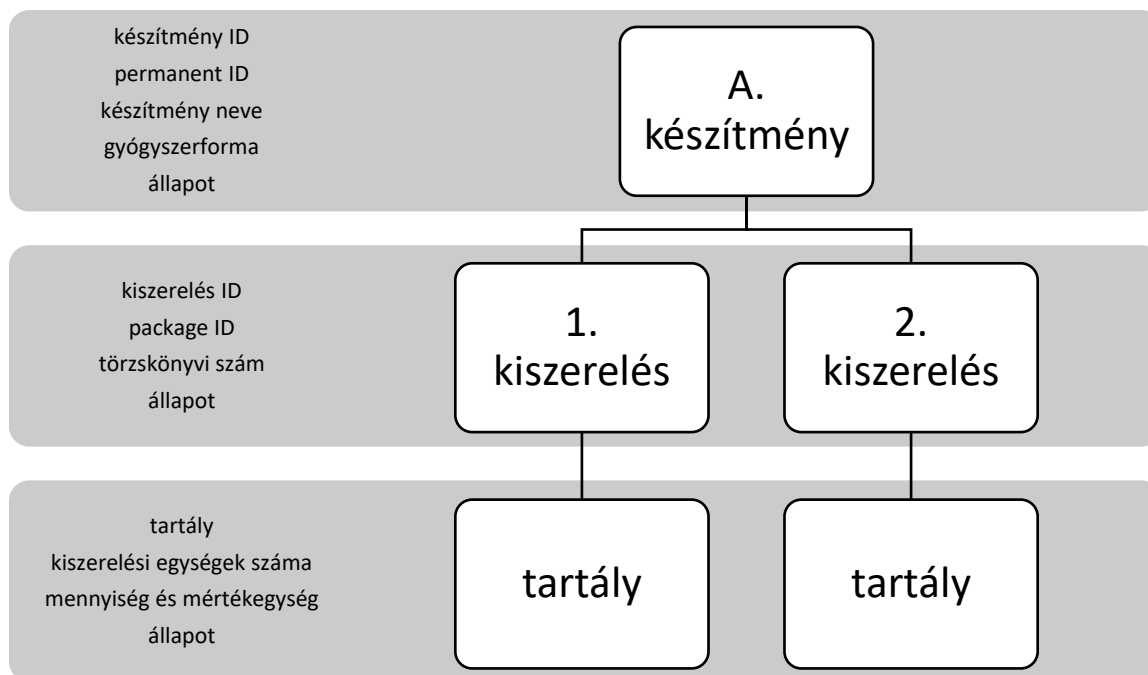 készítmény ID
permanent ID
készítmény neve
gyógyszerforma
állapot
A.
készítmény
kiszerelés ID
package ID
törzskönyvi szám
állapot
1.
kiszerelés
2.
kiszerelés
tartály
kiszerelési egységek száma
mennyiség és mértékegység
állapot
tartály
tartály